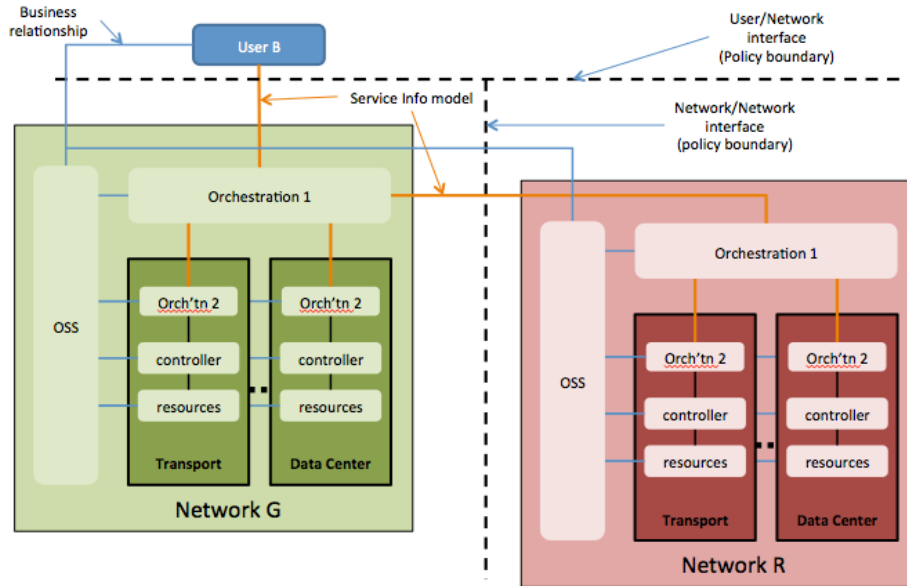 Business
relationship
User B
User/Network
interface
(Policy boundary)
Service Info model
Network/Network
interface
(policy boundary)
OSS
Orchestration 1
Orch'tn 2
Orch'tn 2
controller
controller
resources
resources
Transport
Data Center
Network G
OSS
Orchestration 1
Orch'tn 2
Orch'tn 2
controller
controller
resources
resources
Transport
Data Center
Network R